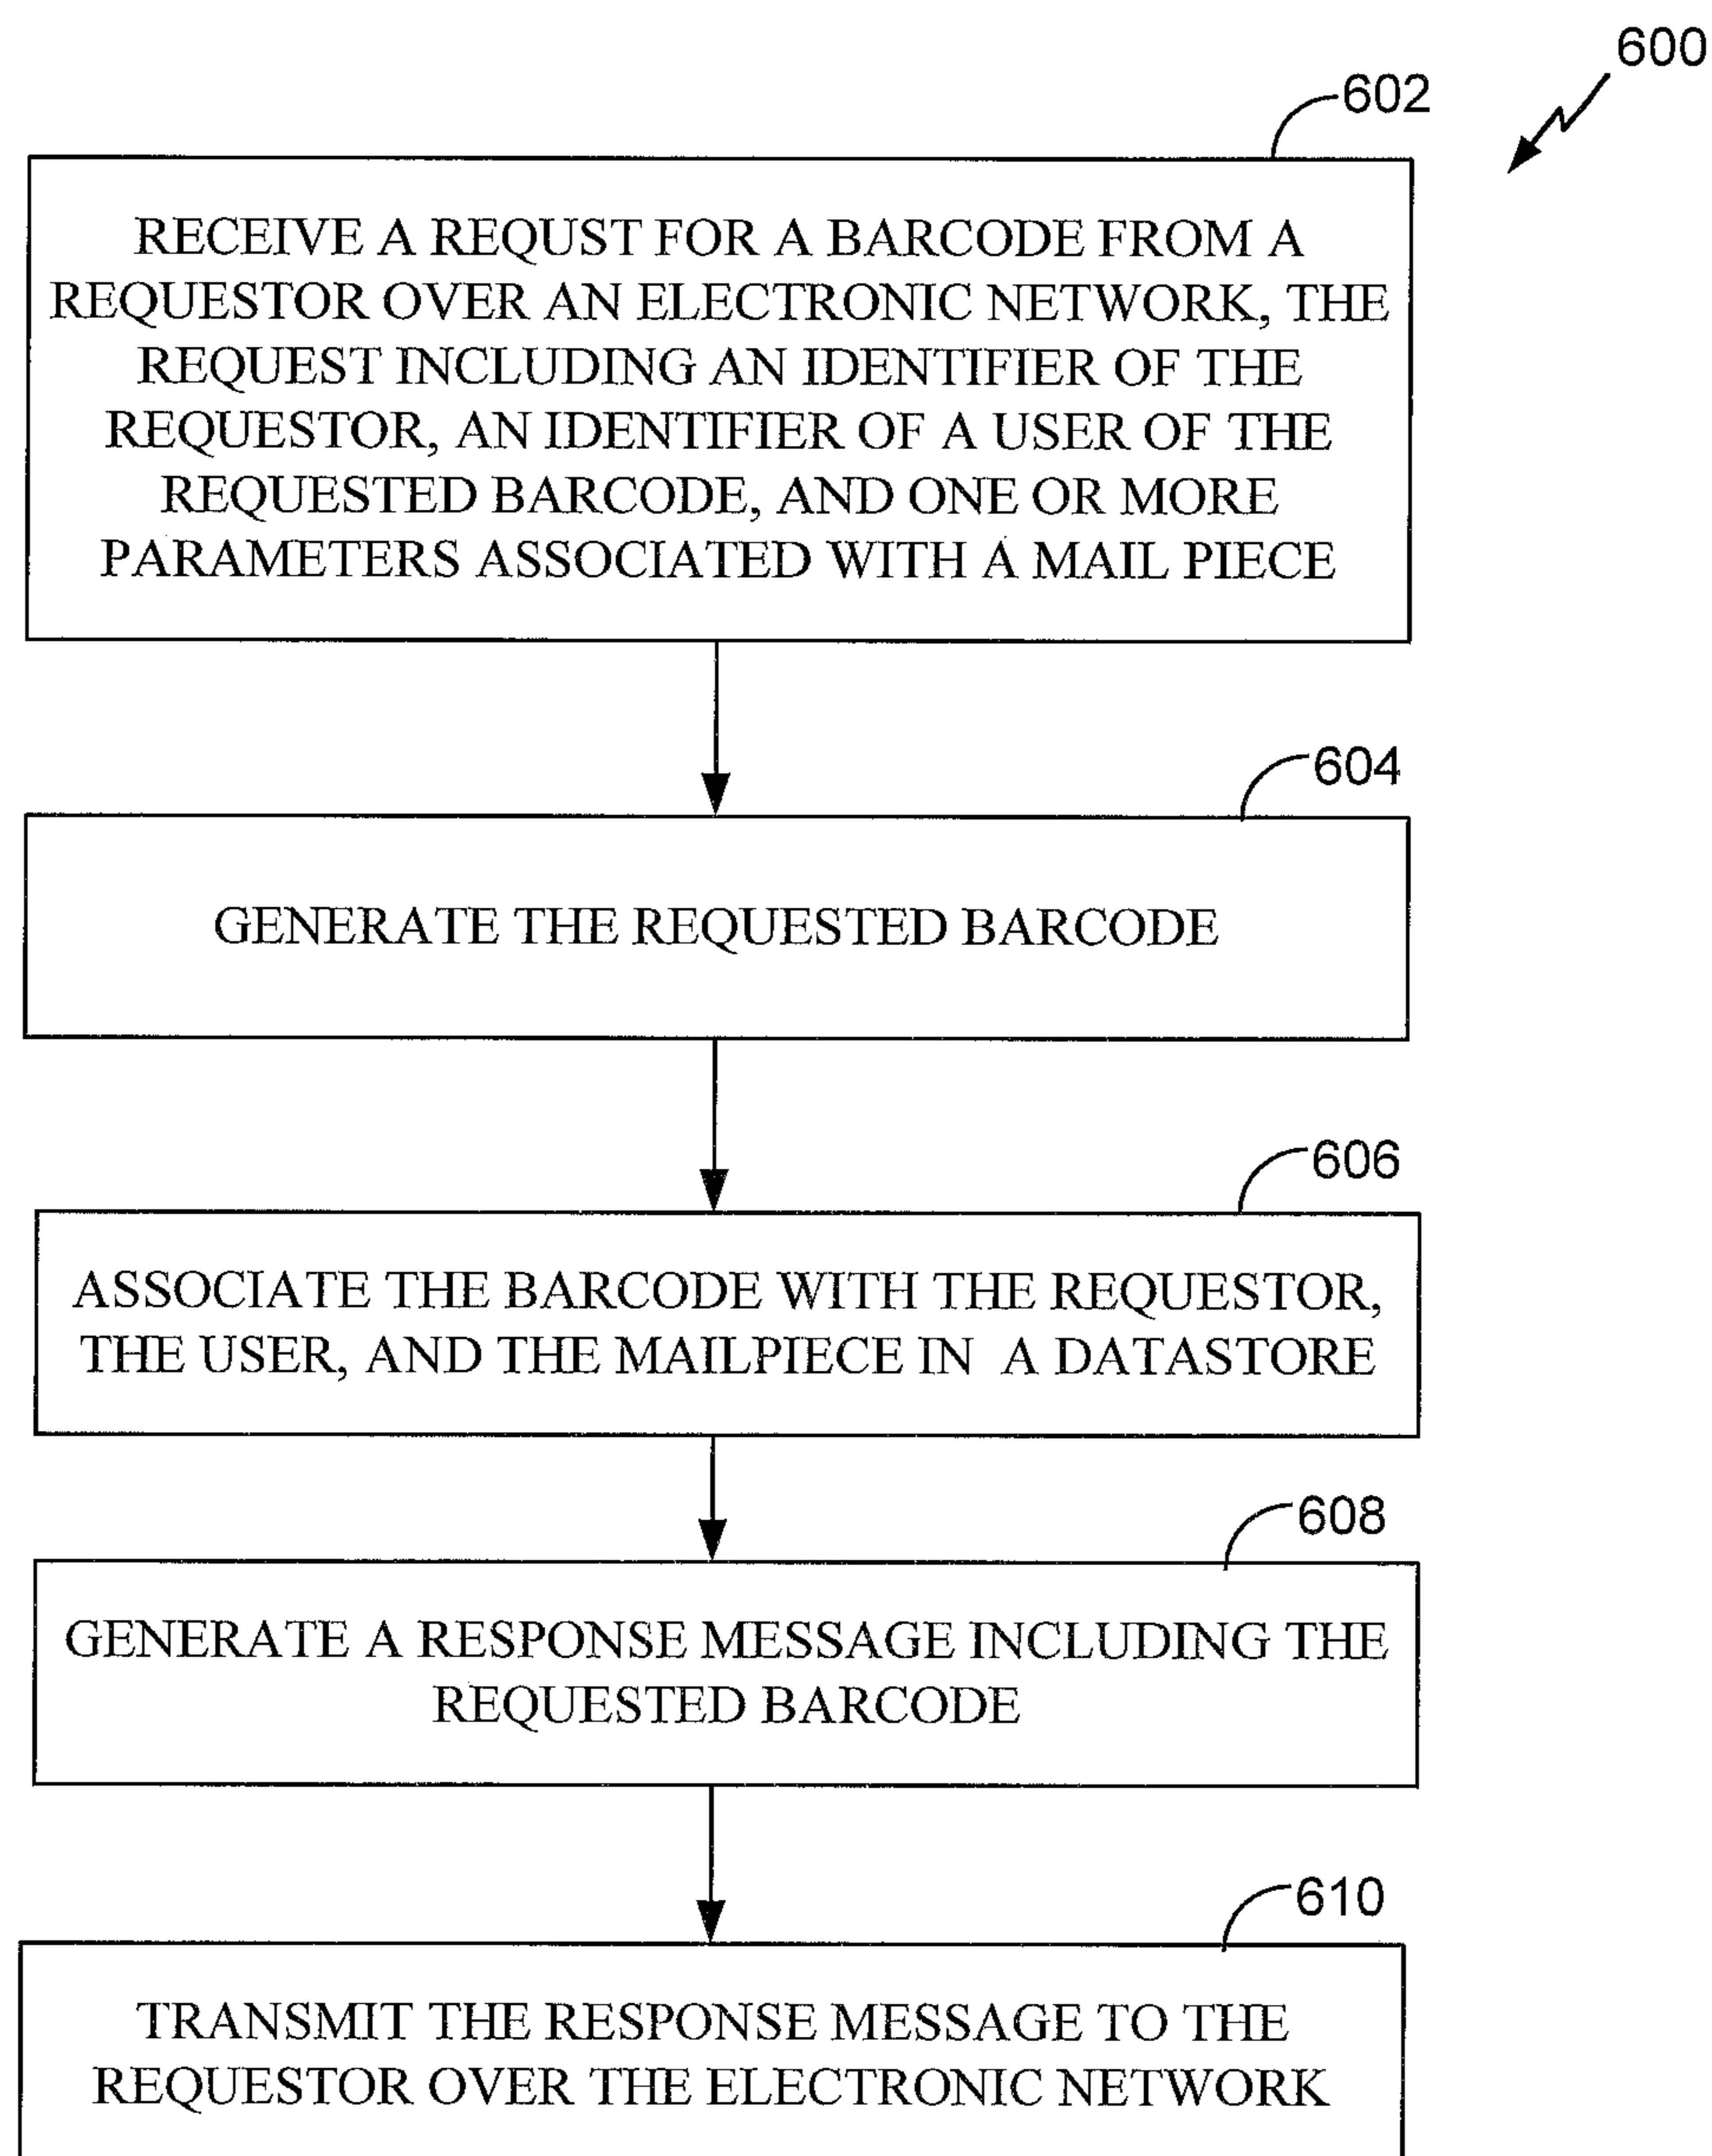 600
602
RECEIVE A REQUST FOR A BARCODE FROM A
REQUESTOR OVER AN ELECTRONIC NETWORK, THE
REQUEST INCLUDING AN IDENTIFIER OF THE
REQUESTOR, AN IDENTIFIER OF A USER OF THE
REQUESTED BARCODE, AND ONE OR MORE
PARAMETERS ASSOCIATED WITH A MAIL PIECE
604
GENERATE THE REQUESTED BARCODE
606
ASSOCIATE THE BARCODE WITH THE REQUESTOR,
THE USER, AND THE MAILPIECE IN A DATASTORE
608
GENERATE A RESPONSE MESSAGE INCLUDING THE
REQUESTED BARCODE
610
TRANSMIT THE RESPONSE MESSAGE TO THE
REQUESTOR OVER THE ELECTRONIC NETWORK